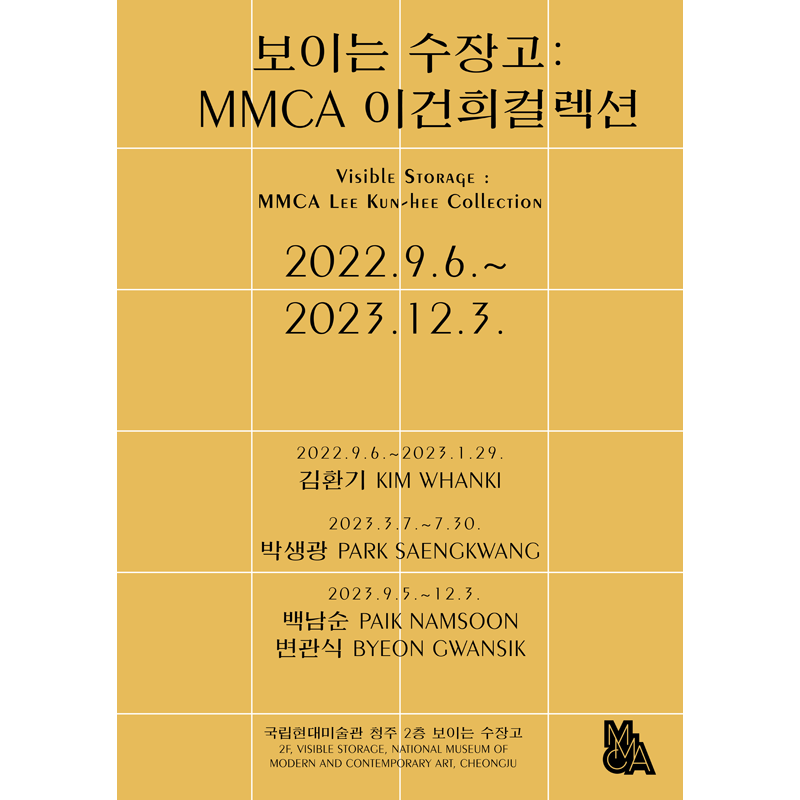 보이는 수장고:
MMCA 이건희컬렉션
Visible Storage :
MMCA Lee Kun-hee Collection
2022.9.6.~
2023.12.3.
2022.9.6.~2023.1.29.
김환기 KIM WHANKI
2023.3.7.~7.30.
박생광 PARK SAENGKWANG
2023.9.5.~12.3.
백남순 PAIK NAMSOON
변관식 BYEON GWANSIK
국립현대미술관 청주 2층 보이는 수장고
2F, VISIBLE STORAGE, NATIONAL MUSEUM OF
MODERN AND CONTEMPORARY ART, CHEONGJU
MMCA